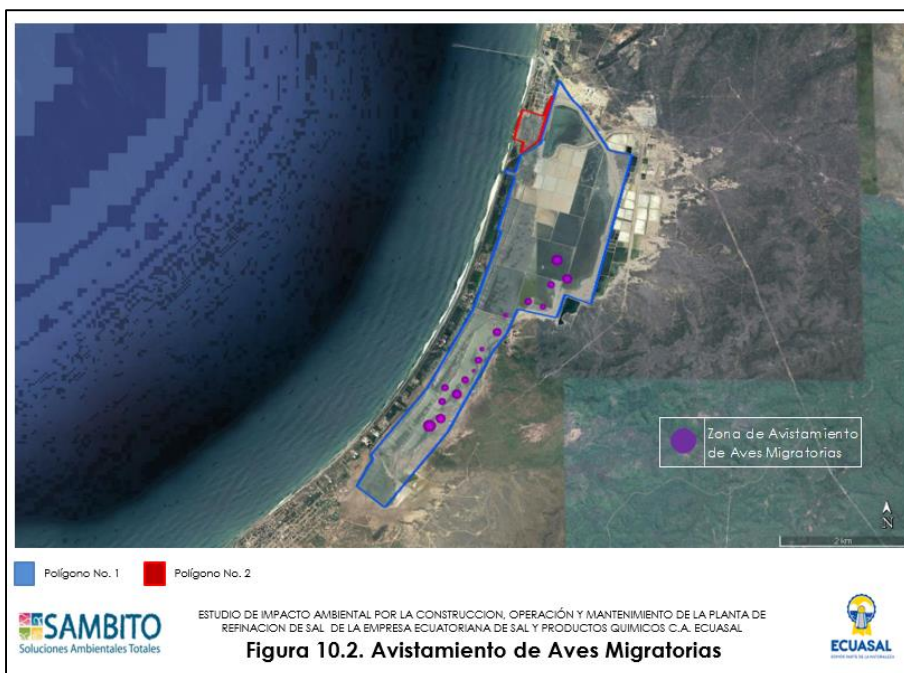 Zona de Avistamiento
de Aves Migratorias
N
2 km
Polígono No. 1
Polígono No. 2
SAMBITO
Soluciones Ambientales Totales
ESTUDIO DE IMPACTO AMBIENTAL POR LA CONSTRUCCION, OPERACIÓN Y MANTENIMIENTO DE LA PLANTA DE
REFINACION DE SAL DE LA EMPRESA ECUATORIANA DE SAL Y PRODUCTOS QUIMICOS C.A. ECUASAL
Figura 10.2. Avistamiento de Aves Migratorias
ECUASAL